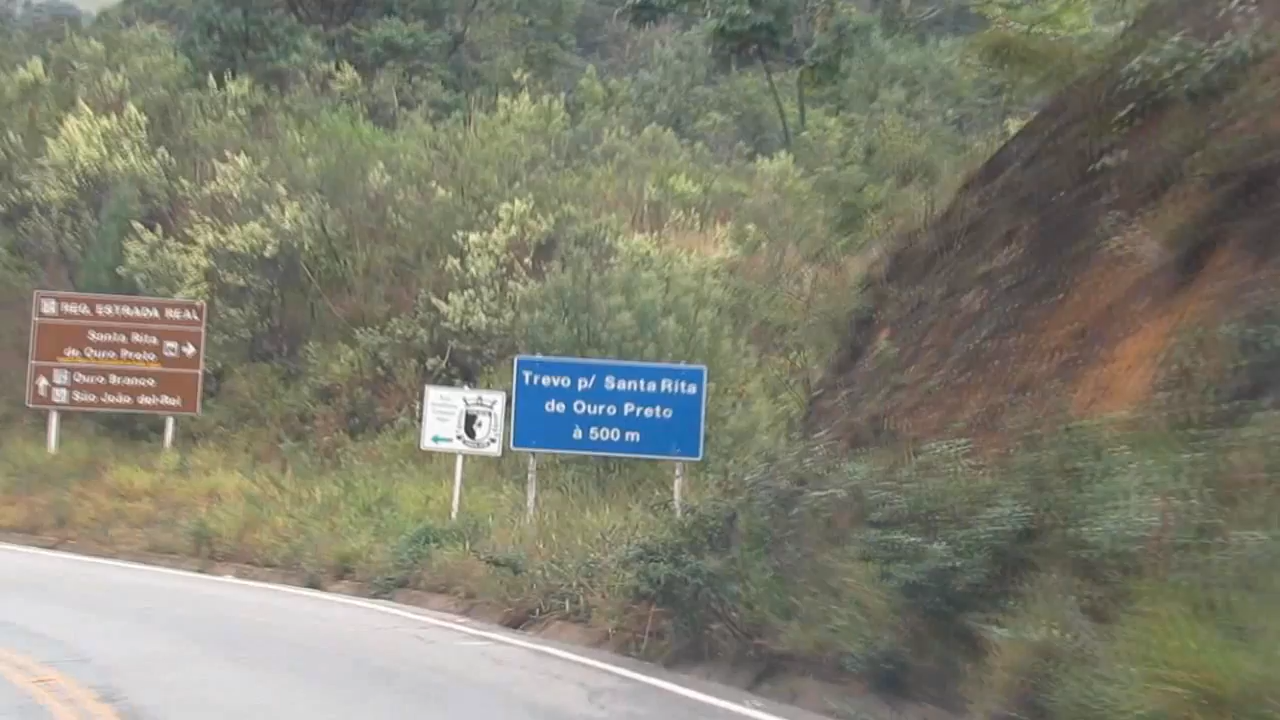 REG. ESTRADA REAL
Santa Rita
de Ouro Preto
Ouro Branco
São João del-Rei
Trevo p/ Santa Rita
de Ouro Preto
à 500 m